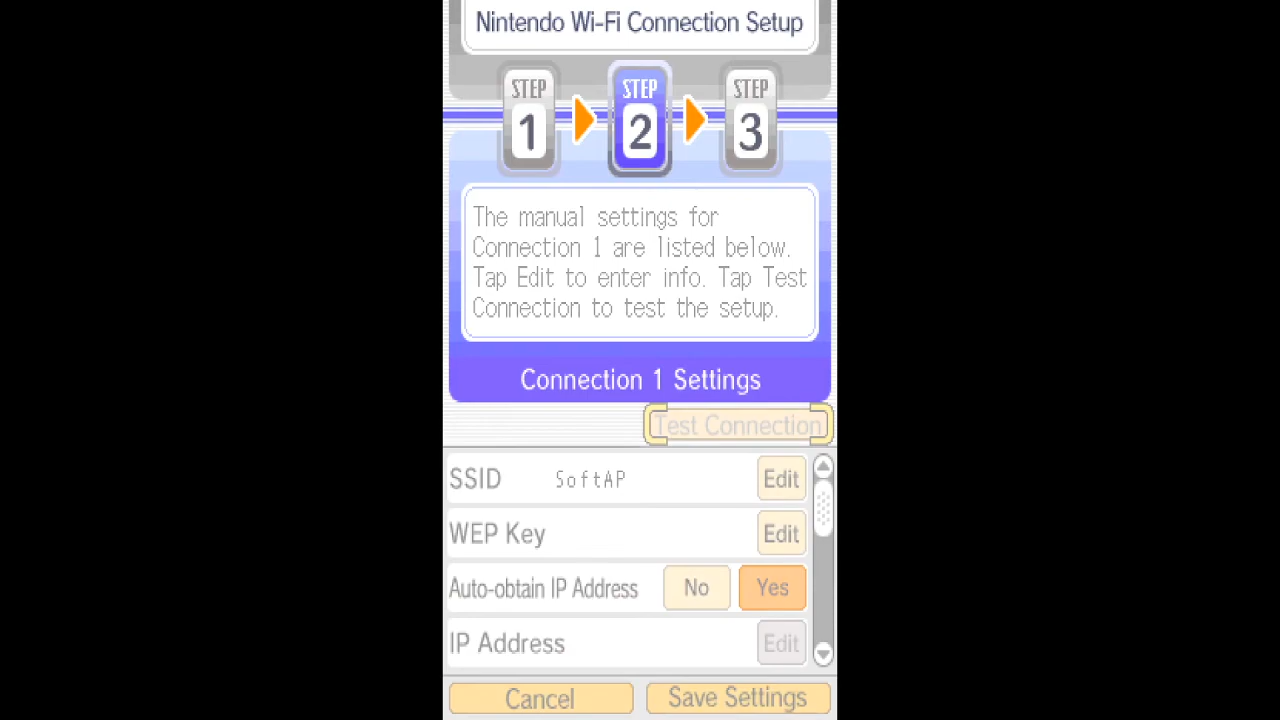 Nintendo Wi-Fi Connection Setup
STEP 1
STEP 2
STEP 3
The manual settings for
Connection 1 are listed below.
Tap Edit to enter info. Tap Test
Connection to test the setup.
Connection 1 Settings
Test Connection
SSID SoftAP Edit
WEP Key Edit
Auto-obtain IP Address No Yes
IP Address Edit
Cancel Save Settings